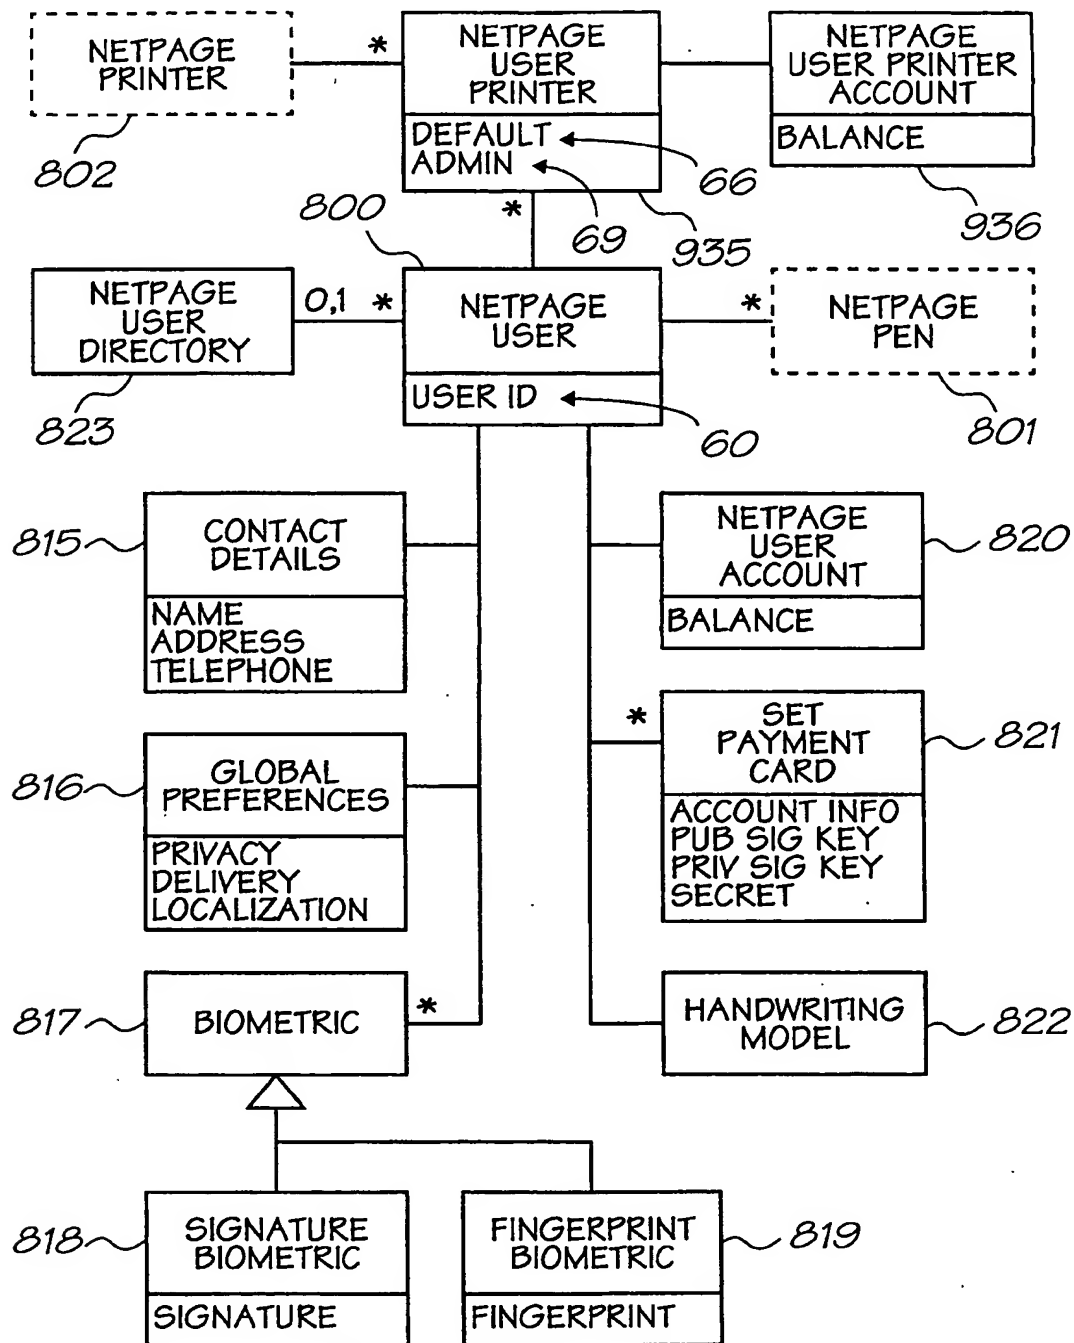 NETPAGE
PRINTER
802
*
NETPAGE
USER
PRINTER
DEFAULT
ADMIN
66
69
935
NETPAGE
USER PRINTER
ACCOUNT
BALANCE
936
*
800
NETPAGE
USER
DIRECTORY
823
0,1 *
NETPAGE
USER
USER ID
60
*
NETPAGE
PEN
801
815
CONTACT
DETAILS
NAME
ADDRESS
TELEPHONE
NETPAGE
USER
ACCOUNT
BALANCE
820
816
GLOBAL
PREFERENCES
PRIVACY
DELIVERY
LOCALIZATION
*
SET
PAYMENT
CARD
ACCOUNT INFO
PUB SIG KEY
PRIV SIG KEY
SECRET
821
817
BIOMETRIC
*
HANDWRITING
MODEL
822
818
SIGNATURE
BIOMETRIC
SIGNATURE
FINGERPRINT
BIOMETRIC
FINGERPRINT
819